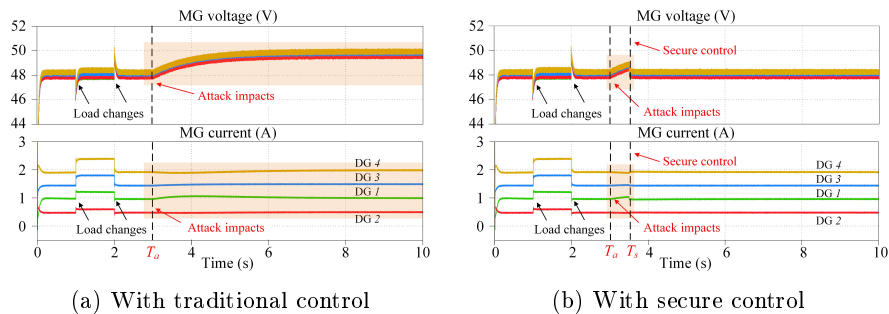 MG voltage (V)
52
50
48
46
44
Load changes
Attack impacts
MG current (A)
3
2
1
0
DG 4
DG 3
DG 1
DG 2
Load changes
Attack impacts
0 2 Ta 4 6 8 10
Time (s)
(a) With traditional control
MG voltage (V)
52
50
48
46
44
Secure control
Load changes
Attack impacts
MG current (A)
3
2
1
0
Secure control
DG 4
DG 3
DG 1
DG 2
Load changes
Attack impacts
0 2 Ta Ts 4 6 8 10
Time (s)
(b) With secure control